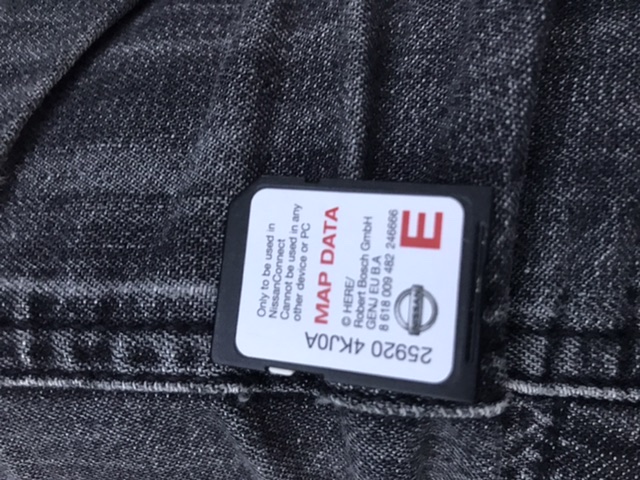 Only to be used in
NissanConnect
Cannot be used in any
other device or PC
MAP DATA
© HERE/
Robert Bosch GmbH
GENJ EU B.A
8 618 009 482 246666
E
NISSAN
25920 4KJ0A